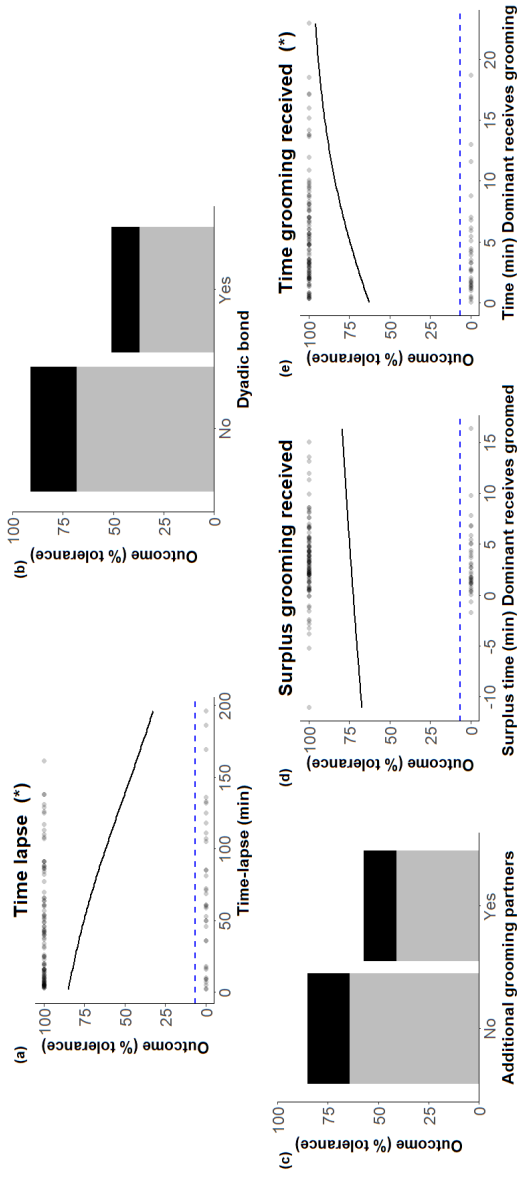 (a)
Time lapse (*)
Outcome (% tolerance)
100
75
50
25
0
0 50 100 150 200
Time-lapse (min)
(b)
Outcome (% tolerance)
100
75
50
25
0
No Yes
Dyadic bond
(c)
Outcome (% tolerance)
100
75
50
25
0
No Yes
Additional grooming partners
(d)
Surplus grooming received
Outcome (% tolerance)
100
75
50
25
0
-10 -5 0 5 10 15
Surplus time (min) Dominant receives groomed
(e)
Time grooming received (*)
Outcome (% tolerance)
100
75
50
25
0
0 5 10 15 20
Time (min) Dominant receives grooming